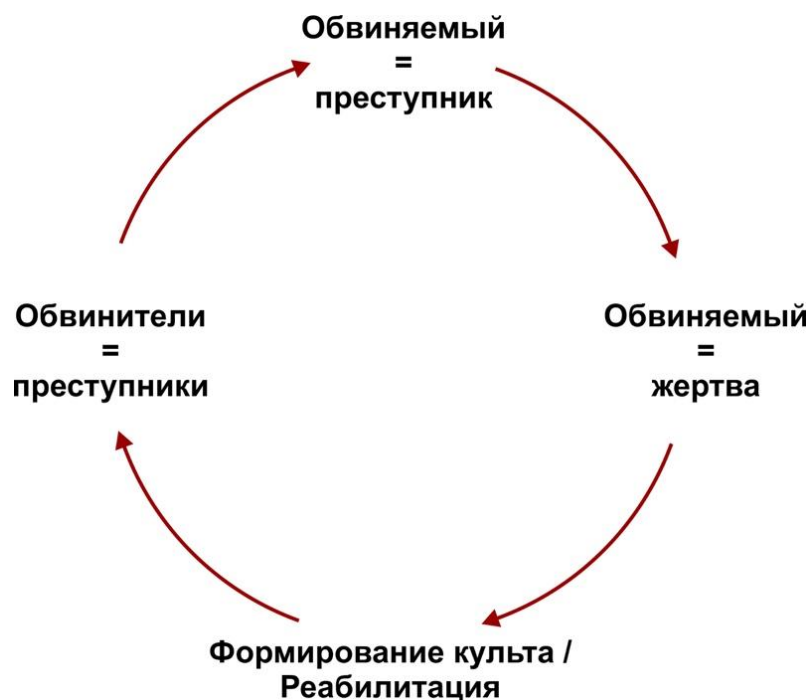 Обвиняемый
=
преступник
Обвинители
=
преступники
Обвиняемый
=
жертва
Формирование культа /
Реабилитация